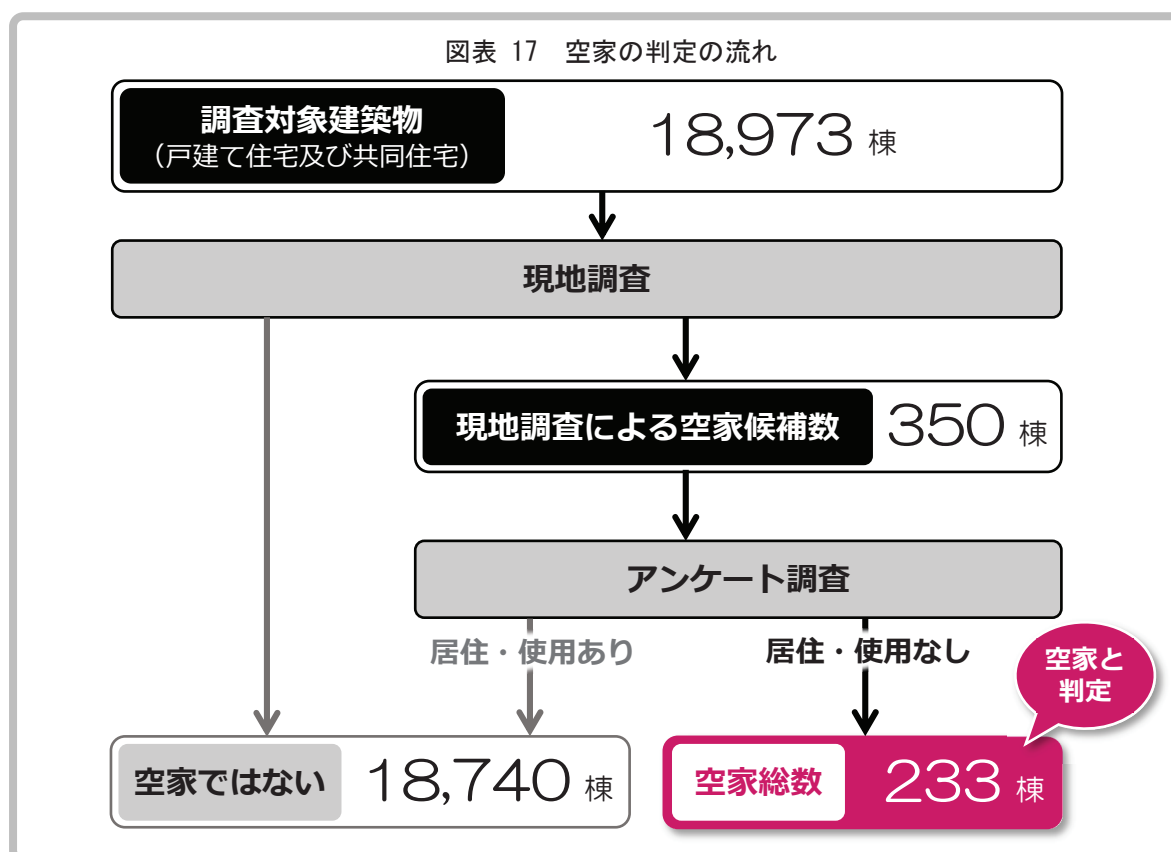 図表 17　空家の判定の流れ
調査対象建築物
（戸建て住宅及び共同住宅）
18,973 棟
現地調査
現地調査による空家候補数
350 棟
アンケート調査
居住・使用あり
居住・使用なし
空家と
判定
空家ではない
18,740 棟
空家総数
233 棟